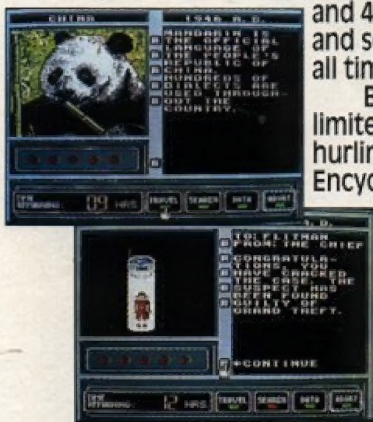 CHINA
1946 A.D.
MANDARIN IS
THE OFFICIAL
LANGUAGE OF
THE PEOPLE'S
REPUBLIC OF
CHINA.
HUNDREDS OF
DIALECTS ARE
USED THROUGH-
OUT THE
COUNTRY.
TIME
REMAINING: 09 HRS
TRAVEL
SEARCH
DATA
and 4
and s
all tim
E
limite
hurlin
Encyc
A.D.
TO: FLITMAN
FROM: THE CHIEF
CONGRATULA-
TIONS, YOU
HAVE CRACKED
THE CASE. THE
SUSPECT HAS
BEEN FOUND
GUILTY OF
GRAND THEFT.
CONTINUE
TIME
REMAINING: 12 HRS
TRAVEL
SEARCH
DATA